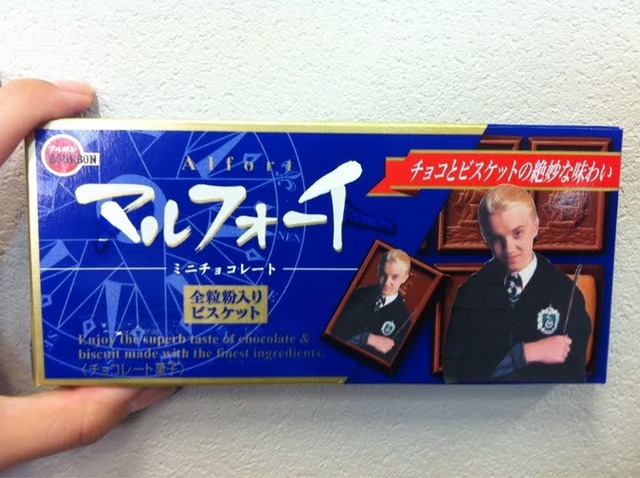 ブルボン
BOURBON
Alfort
チョコとビスケットの絶妙な味わい
マルフォーイ
ミニチョコレート
全粒粉入り
ビスケット
Enjoy the superb taste of chocolate &
biscuit made with the finest ingredients.
(チョコレート菓子)